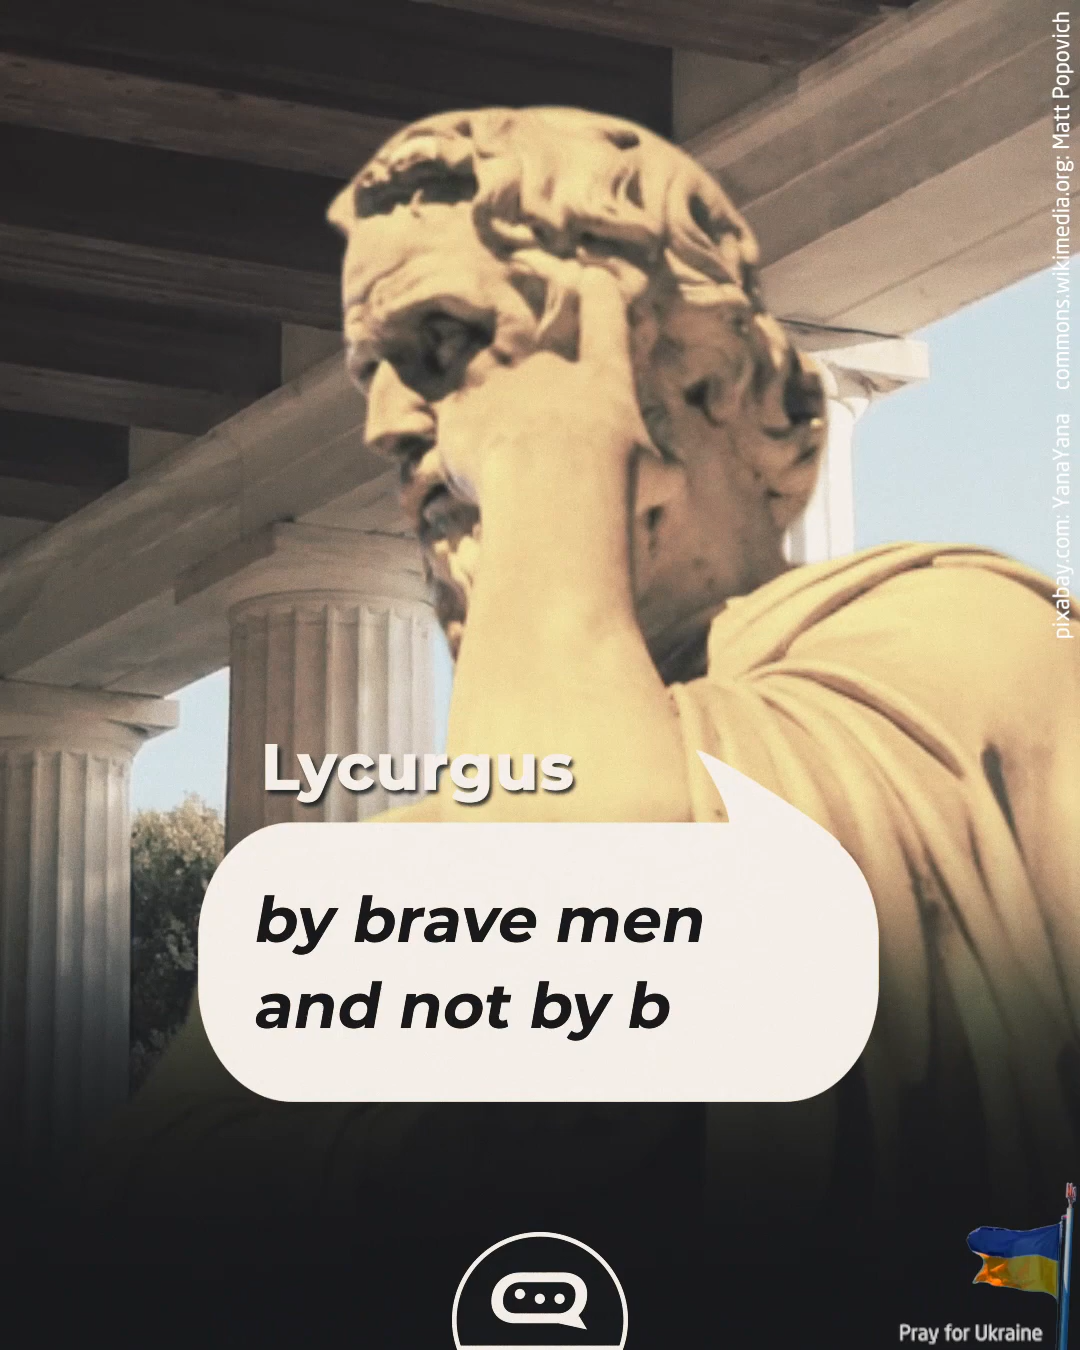 commons.wikimedia.org: Matt Popovich
pixabay.com: YanaYana
Lycurgus
by brave men
and not by b
Pray for Ukraine